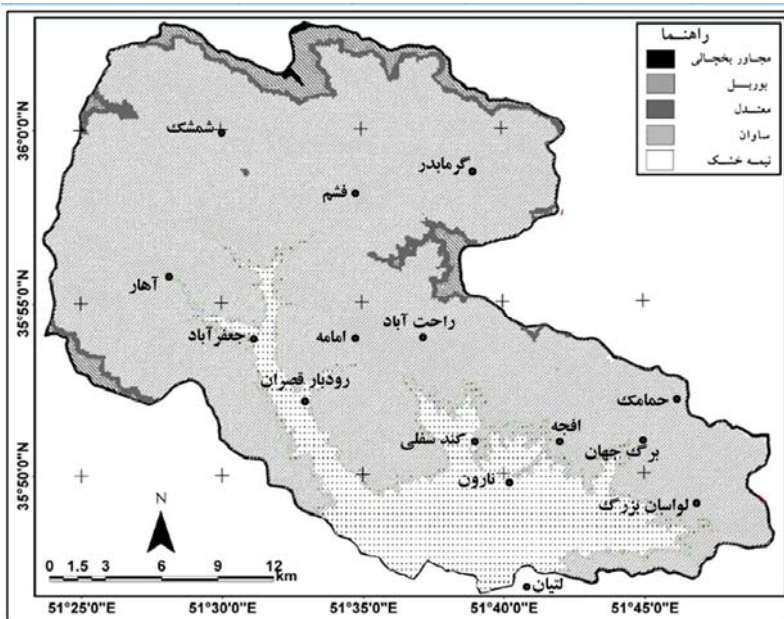 راهنما
مجاور یخچالی
بوریل
معتدل
ساوان
نیمه خشک
شمشک
گرمابدر
فشم
آهار
راحت آباد
امامه
جعفرآباد
رودبار قصران
حمامک
افجه
کند سفلی
برگ جهان
نارون
لواسان بزرگ
لتیان
N
0 1.5 3 6 9 12
km
36°0'0"N
35°55'0"N
35°50'0"N
51°25'0"E 51°30'0"E 51°35'0"E 51°40'0"E 51°45'0"E